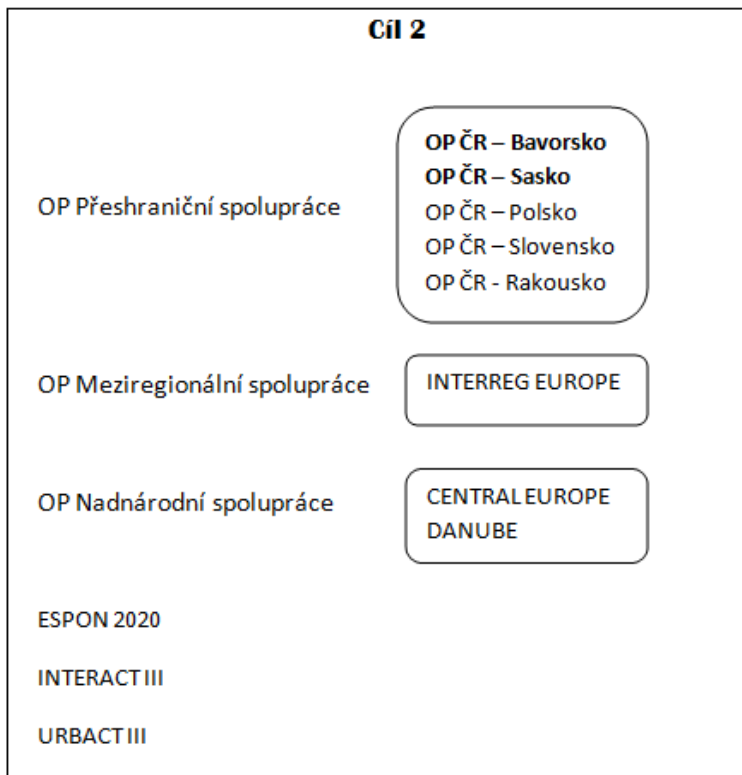 Cíl 2
OP Přeshraniční spolupráce
OP ČR – Bavorsko
OP ČR – Sasko
OP ČR – Polsko
OP ČR – Slovensko
OP ČR - Rakousko
OP Meziregionální spolupráce
INTERREG EUROPE
OP Nadnárodní spolupráce
CENTRAL EUROPE
DANUBE
ESPON 2020
INTERACT III
URBACT III